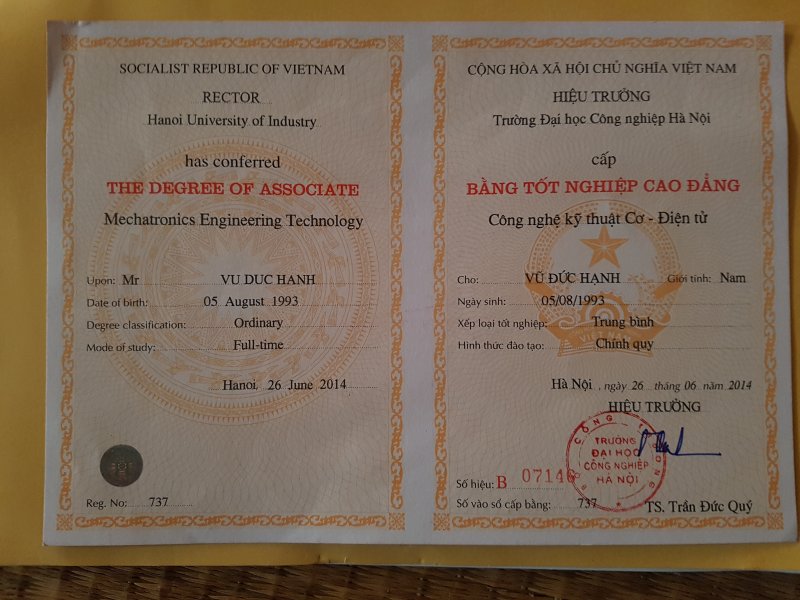 SOCIALIST REPUBLIC OF VIETNAM
RECTOR
Hanoi University of Industry
has conferred
THE DEGREE OF ASSOCIATE
Mechatronics Engineering Technology
Upon: Mr VU DUC HANH
Date of birth: 05 August 1993
Degree classification: Ordinary
Mode of study: Full-time
Hanoi, 26 June 2014
Reg. No: 737
CỘNG HÒA XÃ HỘI CHỦ NGHĨA VIỆT NAM
HIỆU TRƯỞNG
Trường Đại học Công nghiệp Hà Nội
cấp
BẰNG TỐT NGHIỆP CAO ĐẲNG
Công nghệ kỹ thuật Cơ - Điện tử
Cho: VŨ ĐỨC HẠNH Giới tính: Nam
Ngày sinh: 05/08/1993
Xếp loại tốt nghiệp: Trung bình
Hình thức đào tạo: Chính quy
VIỆT NAM
Hà Nội , ngày 26 tháng 06 năm 2014
HIỆU TRƯỞNG
BỘ CÔNG THƯƠNG
TRƯỜNG
ĐẠI HỌC
CÔNG NGHIỆP
HÀ NỘI
Số hiệu: B
Số vào sổ cấp bằng: 737
TS. Trần Đức Quý